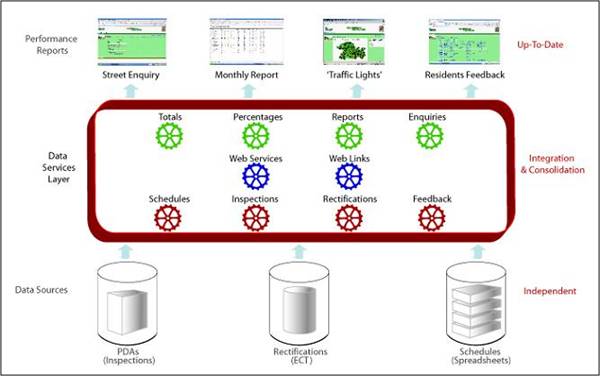 Performance
Reports
Up-To-Date
Street Enquiry
Monthly Report
'Traffic Lights'
Residents Feedback
Totals
Percentages
Reports
Enquiries
Data
Services
Layer
Web Services
Web Links
Integration
& Consolidation
Schedules
Inspections
Rectifications
Feedback
Data Sources
Independent
PDAs
(Inspections)
Rectifications
(ECT)
Schedules
(Spreadsheets)